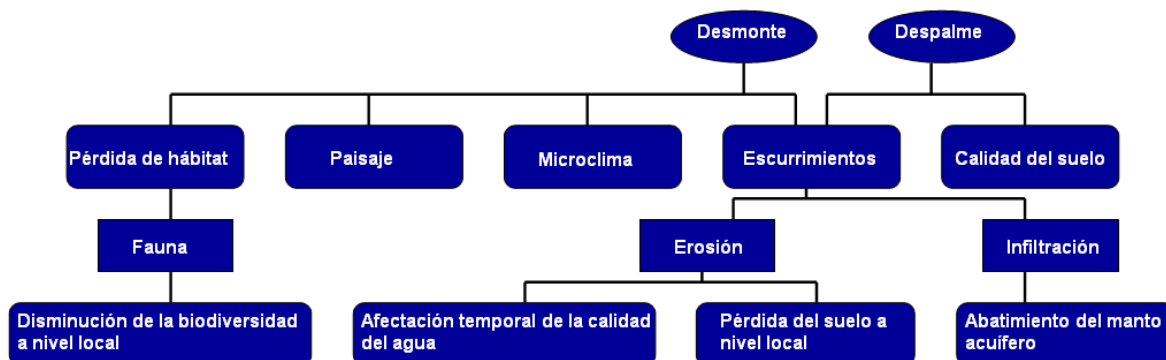 Desmonte
Despalme
Pérdida de hábitat
Paisaje
Microclima
Escurrimientos
Calidad del suelo
Fauna
Erosión
Infiltración
Disminución de la biodiversidad
a nivel local
Afectación temporal de la calidad
del agua
Pérdida del suelo a
nivel local
Abatimiento del manto
acuífero